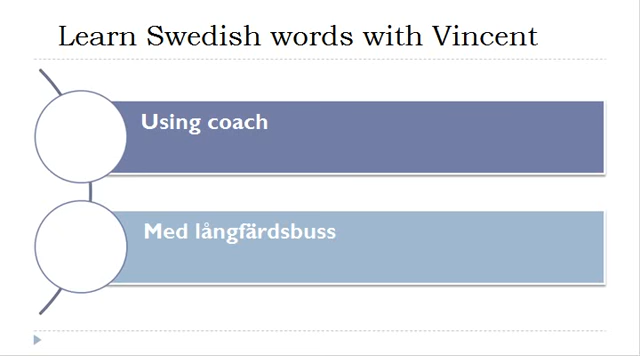 Learn Swedish words with Vincent
Using coach
Med långfärdsbuss